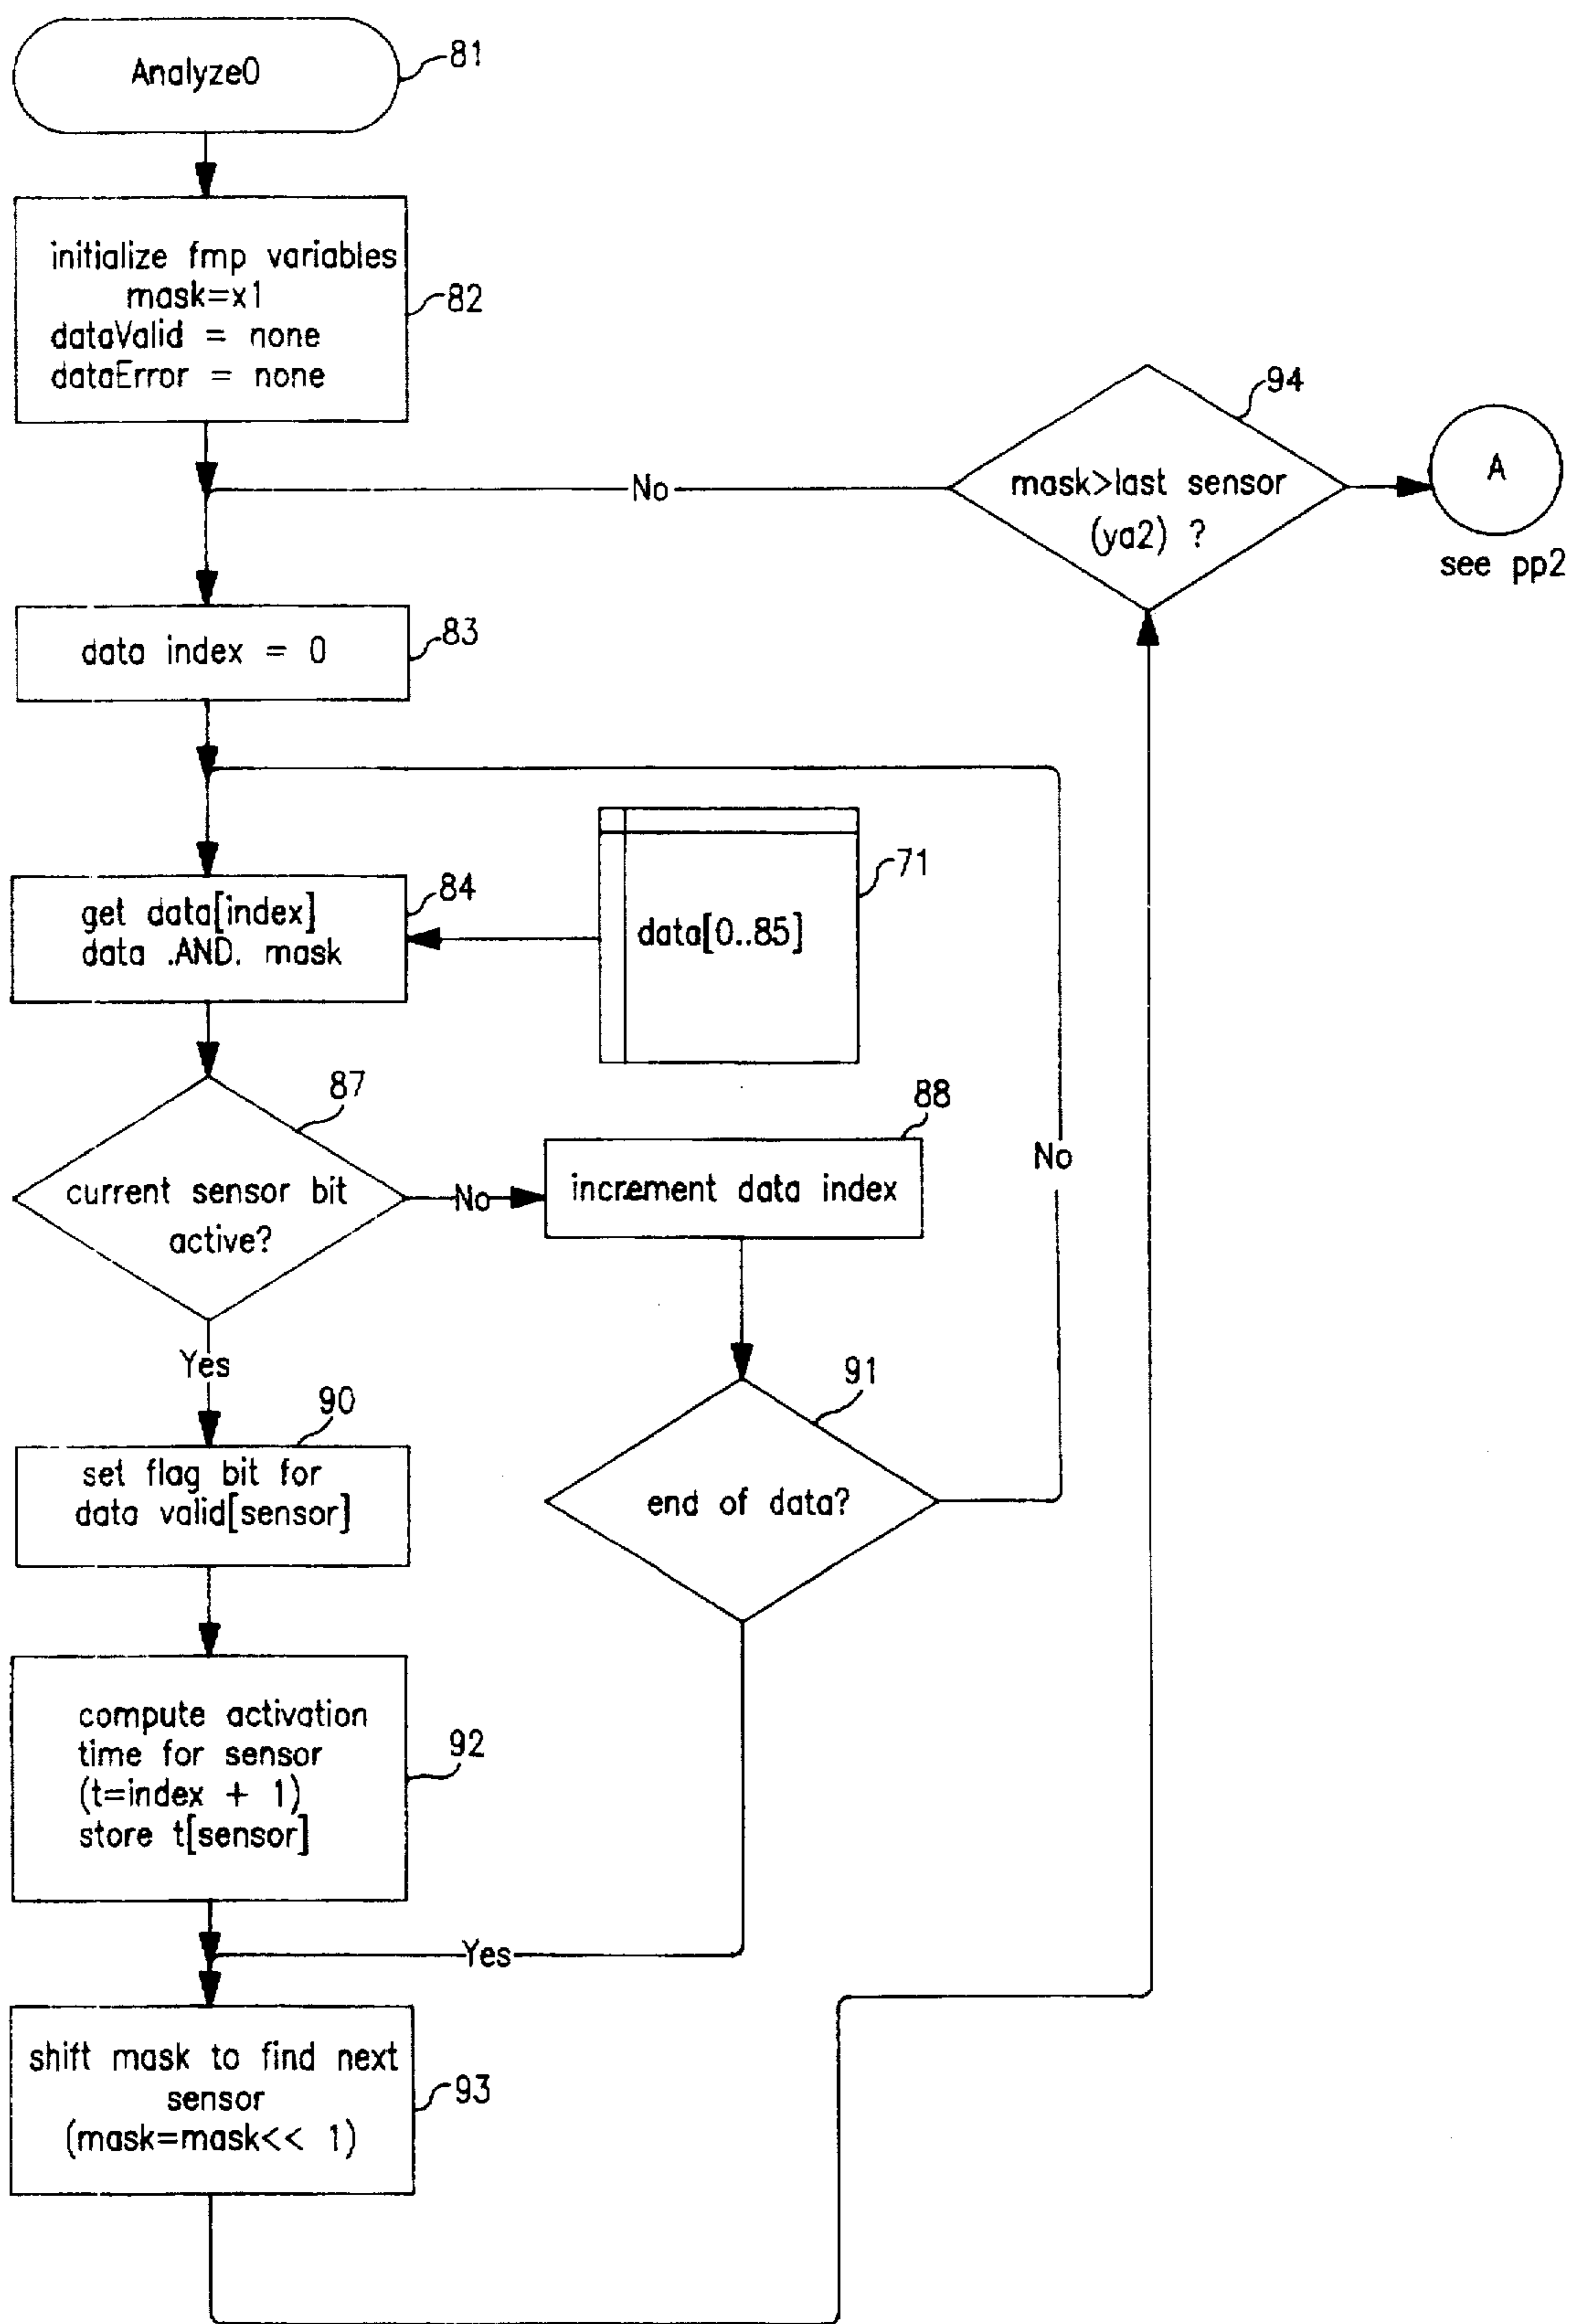 Analyze0
81
initialize fmp variables
mask=x1
dataValid = none
dataError = none
82
94
mask>last sensor
(ya2) ?
A
see pp2
No
data index = 0
83
get data[index]
data .AND. mask
84
data[0..85]
71
87
current sensor bit
active?
No
88
increment data index
No
Yes
90
set flag bit for
data valid[sensor]
91
end of data?
compute activation
time for sensor
(t=index + 1)
store t[sensor]
92
Yes
shift mask to find next
sensor
(mask=mask<< 1)
93